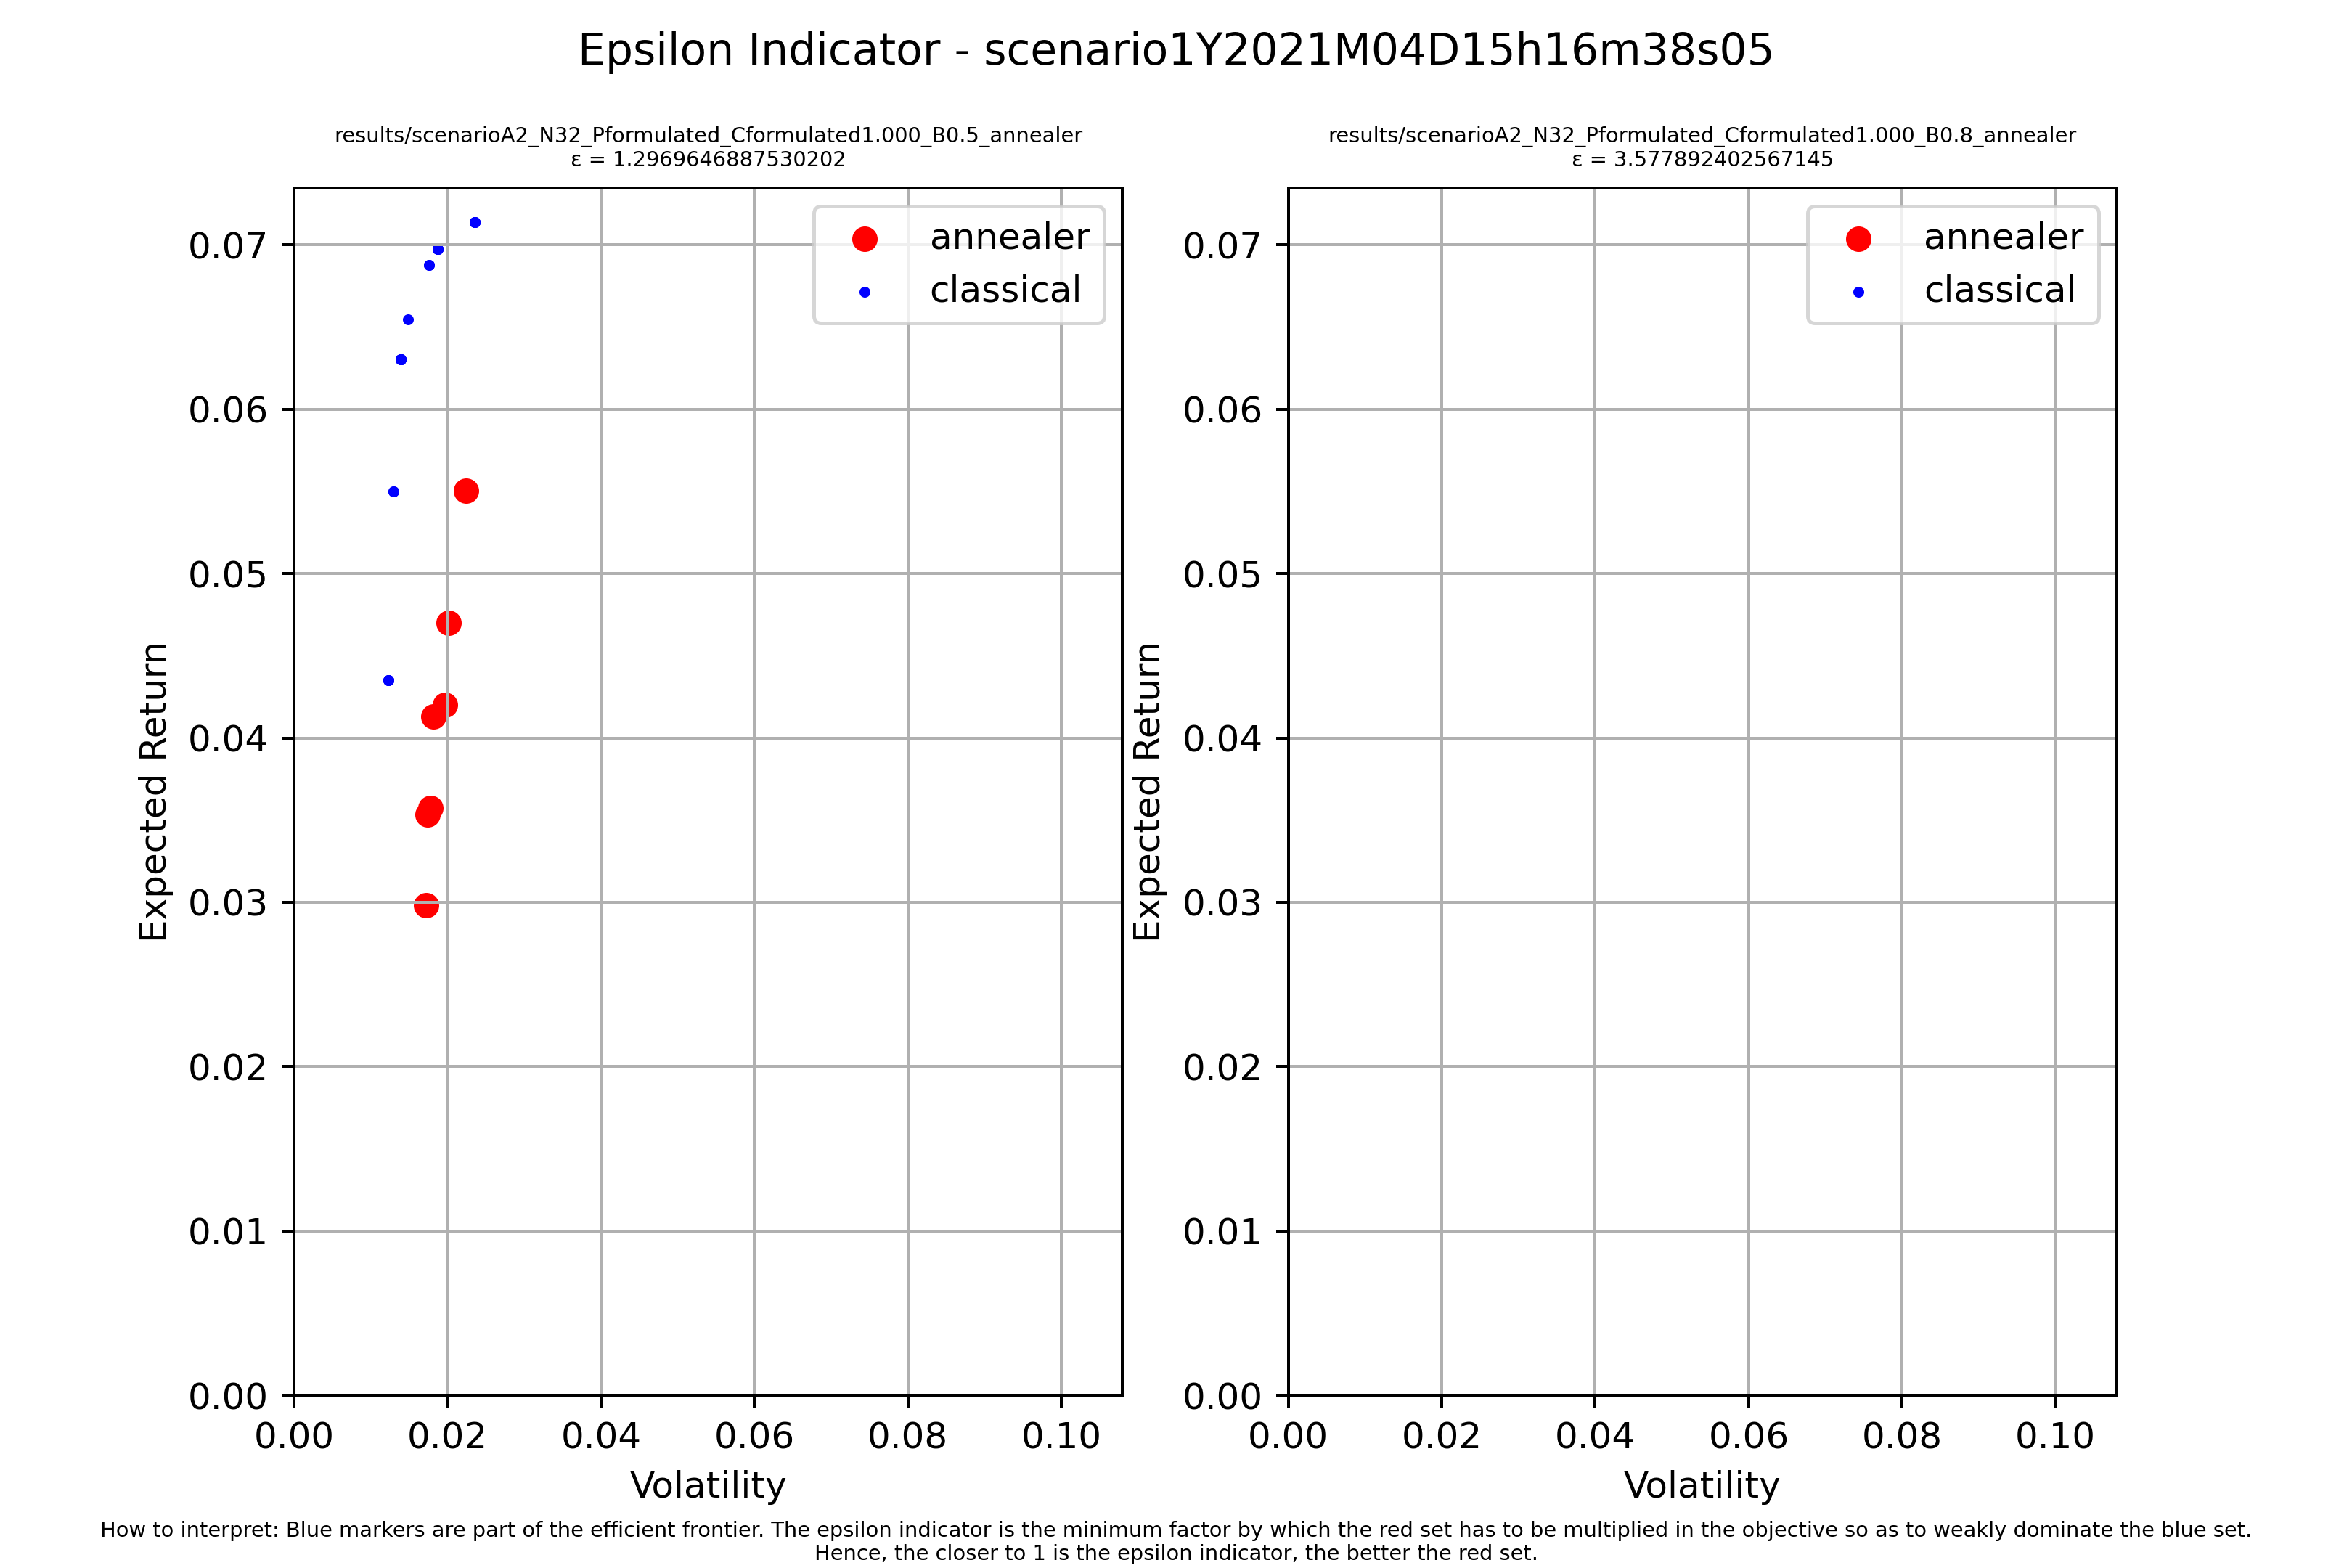 Epsilon Indicator - scenario1Y2021M04D15h16m38s05
results/scenarioA2_N32_Pformulated_Cformulated1.000_B0.5_annealer
ε = 1.2969646887530202
annealer
classical
0.07
0.06
0.05
0.04
0.03
0.02
0.01
0.00
Expected Return
0.00 0.02 0.04 0.06 0.08 0.10
Volatility
results/scenarioA2_N32_Pformulated_Cformulated1.000_B0.8_annealer
ε = 3.577892402567145
annealer
classical
0.07
0.06
0.05
0.04
0.03
0.02
0.01
0.00
Expected Return
0.00 0.02 0.04 0.06 0.08 0.10
Volatility
How to interpret: Blue markers are part of the efficient frontier. The epsilon indicator is the minimum factor by which the red set has to be multiplied in the objective so as to weakly dominate the blue set.
Hence, the closer to 1 is the epsilon indicator, the better the red set.